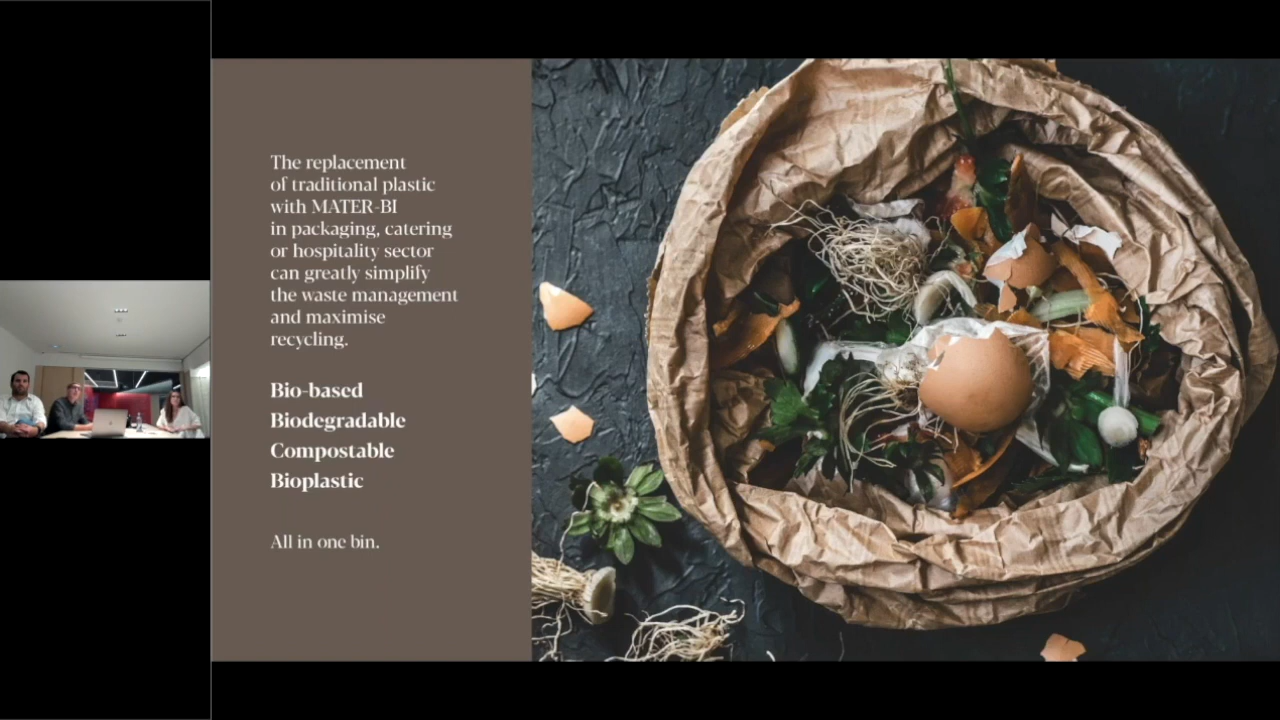 The replacement
of traditional plastic
with MATER-BI
in packaging, catering
or hospitality sector
can greatly simplify
the waste management
and maximise
recycling.
Bio-based
Biodegradable
Compostable
Bioplastic
All in one bin.